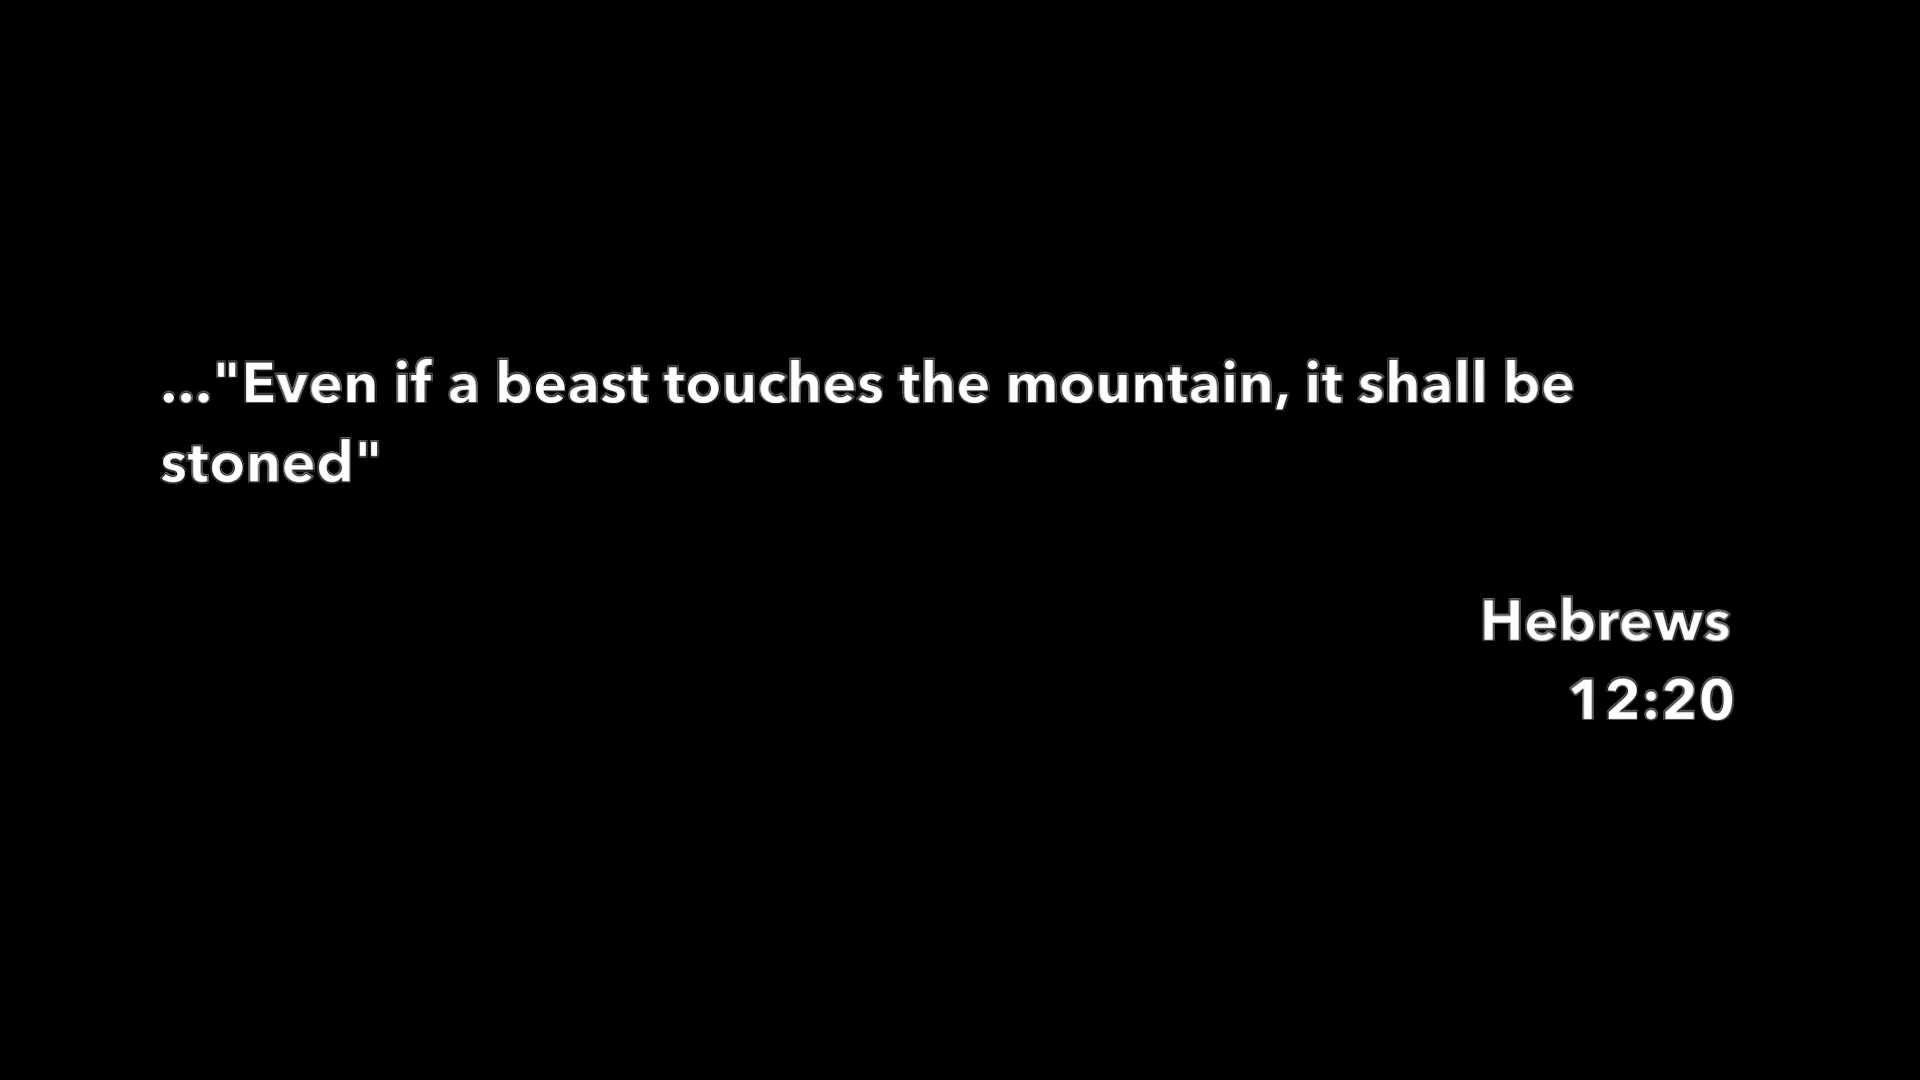 ..."Even if a beast touches the mountain, it shall be
stoned"
Hebrews
12:20